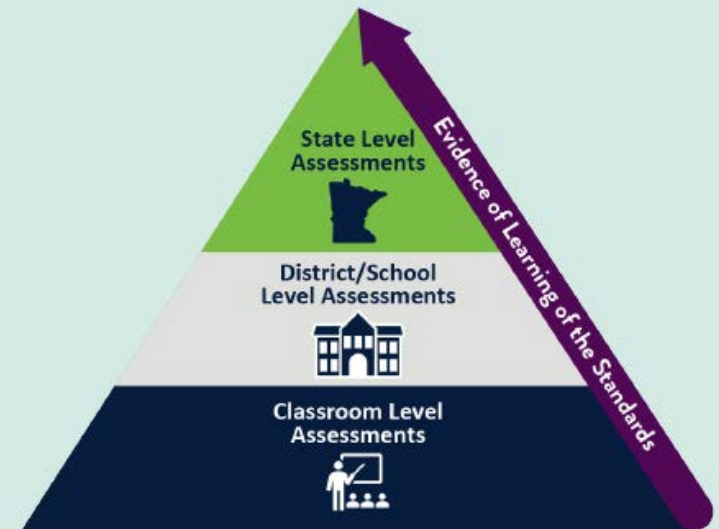 State Level
Assessments
District/School
Level Assessments
Classroom Level
Assessments
Evidence of Learning of the Standards